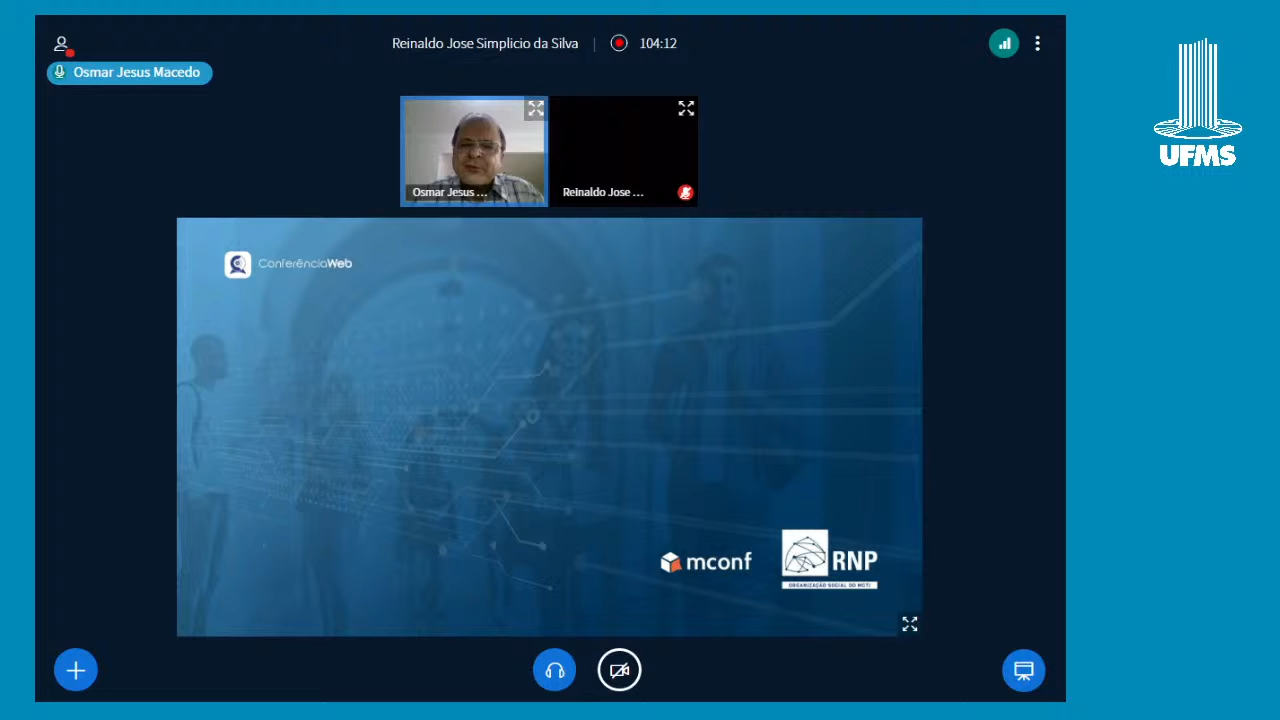 Reinaldo Jose Simplicio da Silva | 104:12
Osmar Jesus Macedo
Osmar Jesus ...
Reinaldo Jose ...
ConferênciaWeb
mconf
RNP
ORGANIZAÇÃO SOCIAL DO MCTI
UFMS